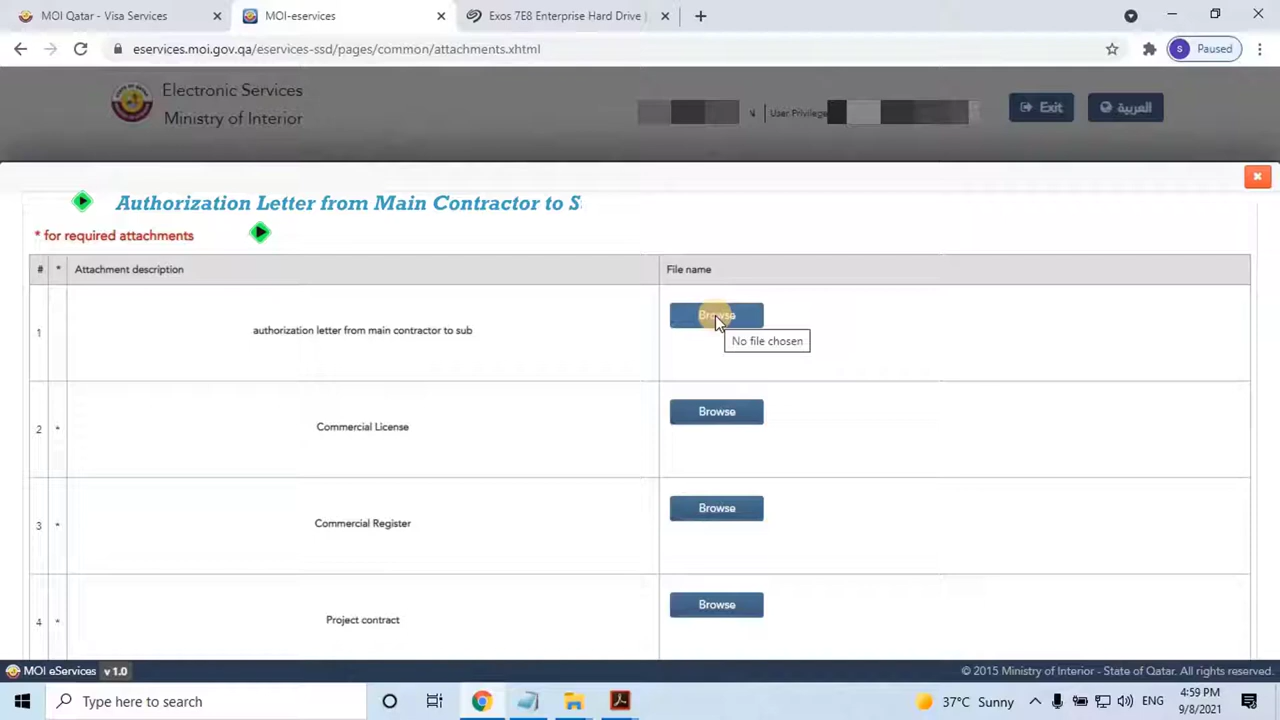 MOI Qatar - Visa Services
MOI-eservices
Exos 7E8 Enterprise Hard Drive |
eservices.moi.gov.qa/eservices-ssd/pages/common/attachments.xhtml
S
Paused
Electronic Services
Ministry of Interior
User Privilege
Exit
العربية
Authorization Letter from Main Contractor to S
* for required attachments
# * Attachment description File name
1 authorization letter from main contractor to sub Browse
No file chosen
2 * Commercial License Browse
3 * Commercial Register Browse
4 * Project contract Browse
MOI eServices v 1.0
© 2015 Ministry of Interior - State of Qatar. All rights reserved.
Type here to search
37°C Sunny
ENG
4:59 PM
9/8/2021